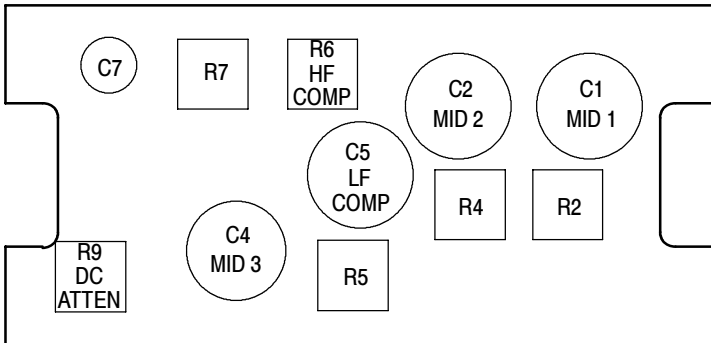 C7
R7
R6
HF
COMP
C2
MID 2
C1
MID 1
C5
LF
COMP
R4
R2
C4
MID 3
R9
DC
ATTEN
R5